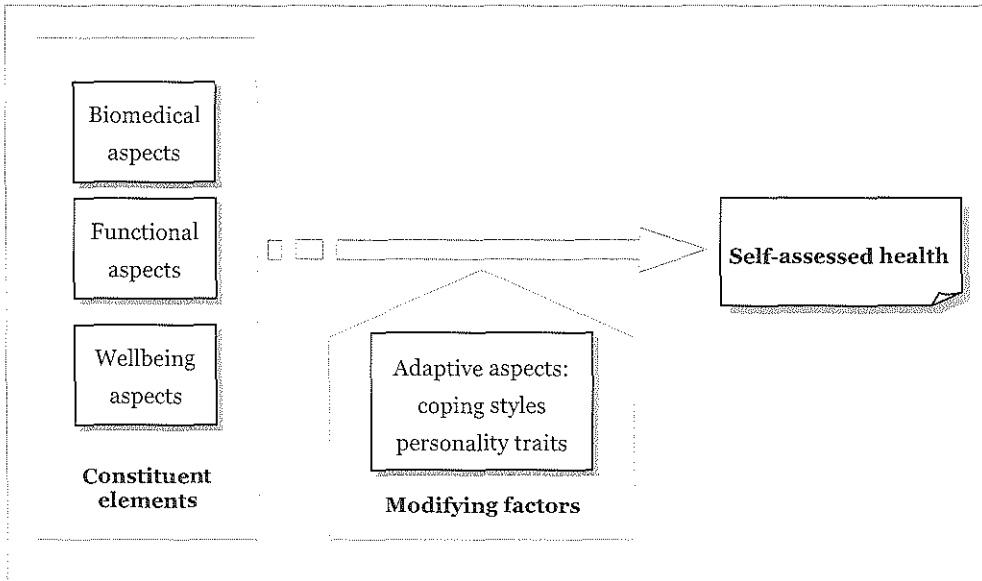 Biomedical
aspects
Functional
aspects
Wellbeing
aspects
Constituent
elements
Adaptive aspects:
coping styles
personality traits
Modifying factors
Self-assessed health